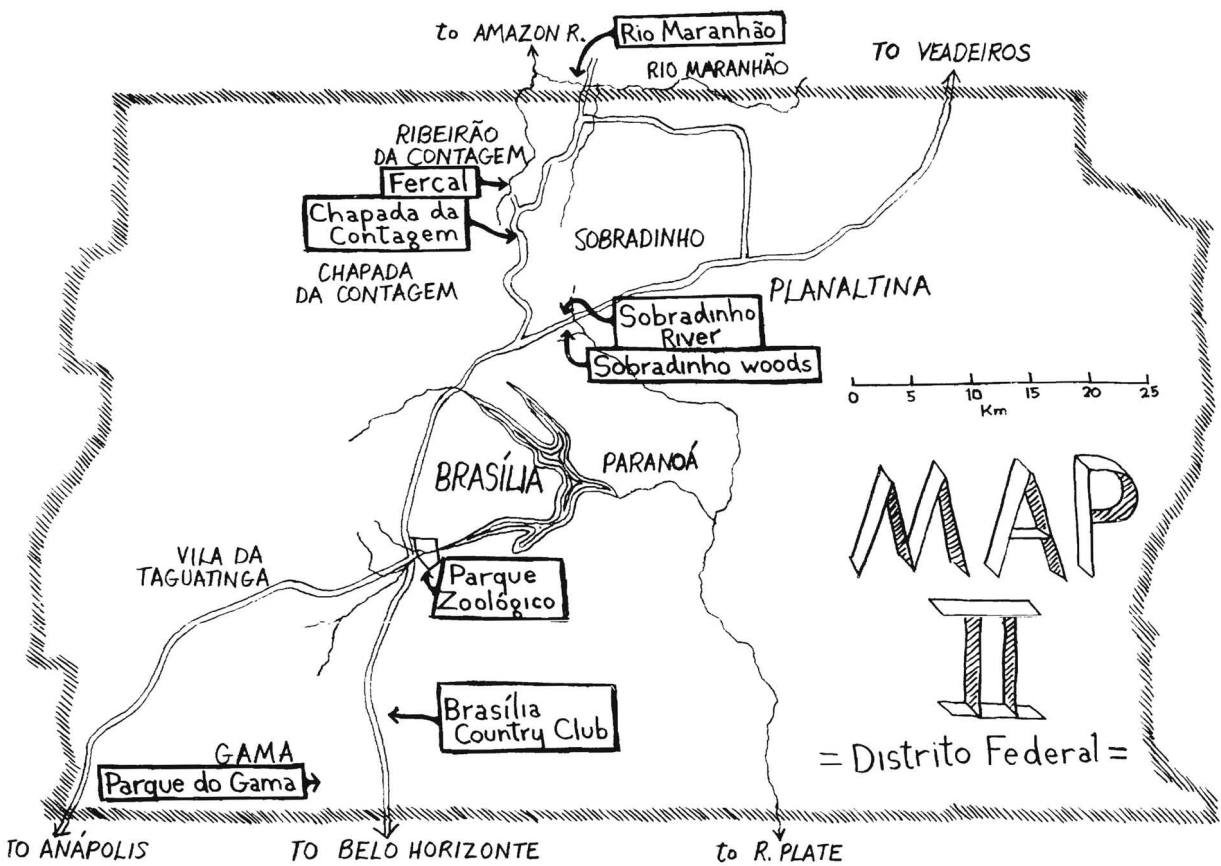 to AMAZON R.
Rio Maranhão
RIO MARANHÃO
TO VEADEIROS
RIBEIRÃO
DA CONTAGEM
Fercal
Chapada da
Contagem
SOBRADINHO
CHAPADA
DA CONTAGEM
PLANALTINA
Sobradinho
River
Sobradinho woods
0 5 10 15 20 25
Km
BRASÍLIA
PARANOÁ
MAP
II
= Distrito Federal =
VILA DA
TAGUATINGA
Parque
Zoológico
Brasília
Country Club
GAMA
Parque do Gama
TO ANÁPOLIS
TO BELO HORIZONTE
to R. PLATE